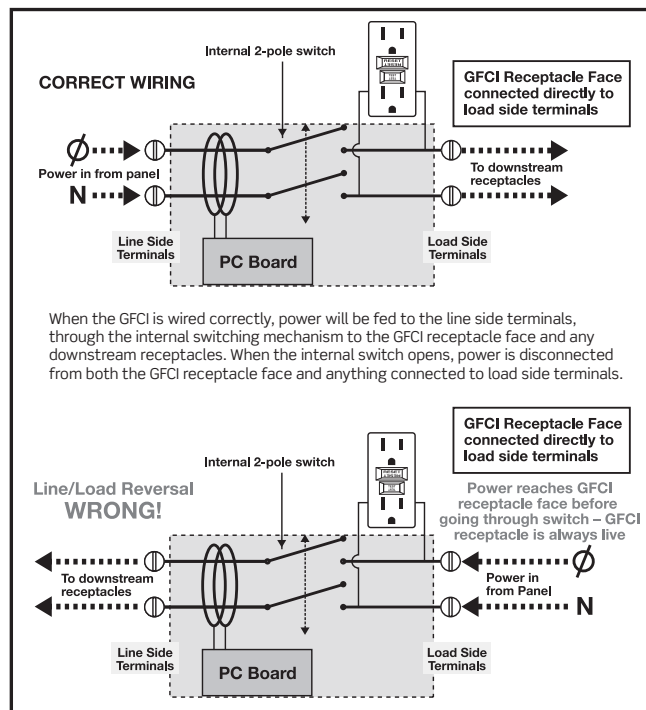 Internal 2-pole switch
CORRECT WIRING
GFCI Receptacle Face
connected directly to
load side terminals
Ø
Power in from panel
N
To downstream
receptacles
Line Side
Terminals
PC Board
Load Side
Terminals
When the GFCI is wired correctly, power will be fed to the line side terminals,
through the internal switching mechanism to the GFCI receptacle face and any
downstream receptacles. When the internal switch opens, power is disconnected
from both the GFCI receptacle face and anything connected to load side terminals.
GFCI Receptacle Face
connected directly to
load side terminals
Internal 2-pole switch
Line/Load Reversal
WRONG!
Power reaches GFCI
receptacle face before
going through switch – GFCI
receptacle is always live
To downstream
receptacles
Ø
Power in
from Panel
N
Line Side
Terminals
PC Board
Load Side
Terminals